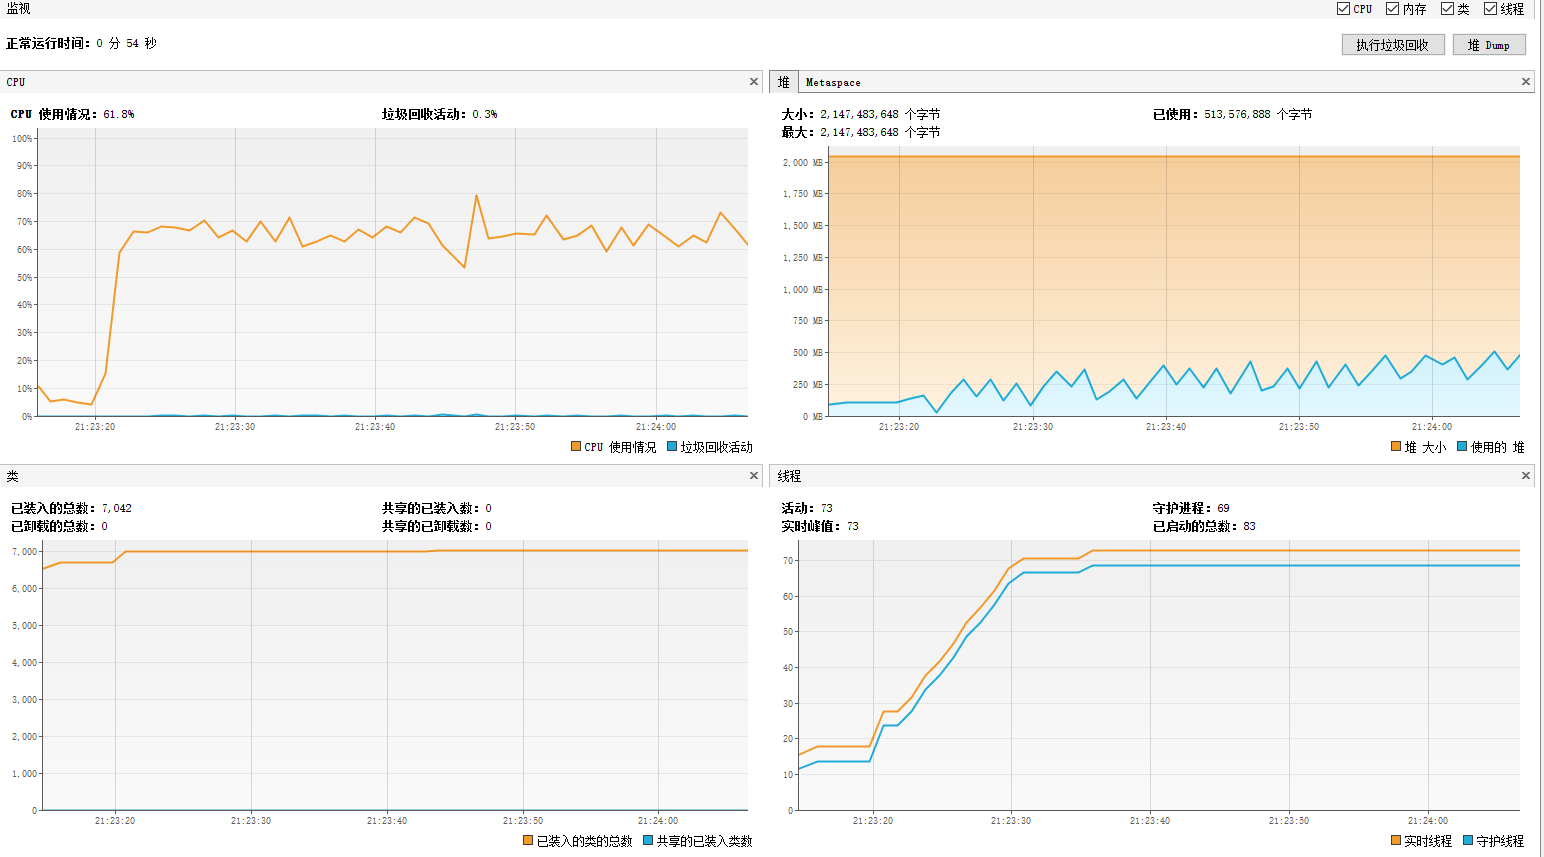 监视
CPU 内存 类 线程
正常运行时间：0 分 54 秒
执行垃圾回收 堆 Dump
CPU
CPU 使用情况：61.8% 垃圾回收活动：0.3%
100%
90%
80%
70%
60%
50%
40%
30%
20%
10%
0%
21:23:20 21:23:30 21:23:40 21:23:50 21:24:00
CPU 使用情况 垃圾回收活动
堆 Metaspace
大小：2,147,483,648 个字节 已使用：513,576,888 个字节
最大：2,147,483,648 个字节
2,000 MB
1,750 MB
1,500 MB
1,250 MB
1,000 MB
750 MB
500 MB
250 MB
0 MB
21:23:20 21:23:30 21:23:40 21:23:50 21:24:00
堆 大小 使用的 堆
类
已装入的总数：7,042 共享的已装入数：0
已卸载的总数：0 共享的已卸载数：0
7,000
6,000
5,000
4,000
3,000
2,000
1,000
0
21:23:20 21:23:30 21:23:40 21:23:50 21:24:00
已装入的类的总数 共享的已装入类数
线程
活动：73 守护进程：69
实时峰值：73 已启动的总数：83
70
60
50
40
30
20
10
0
21:23:20 21:23:30 21:23:40 21:23:50 21:24:00
实时线程 守护线程